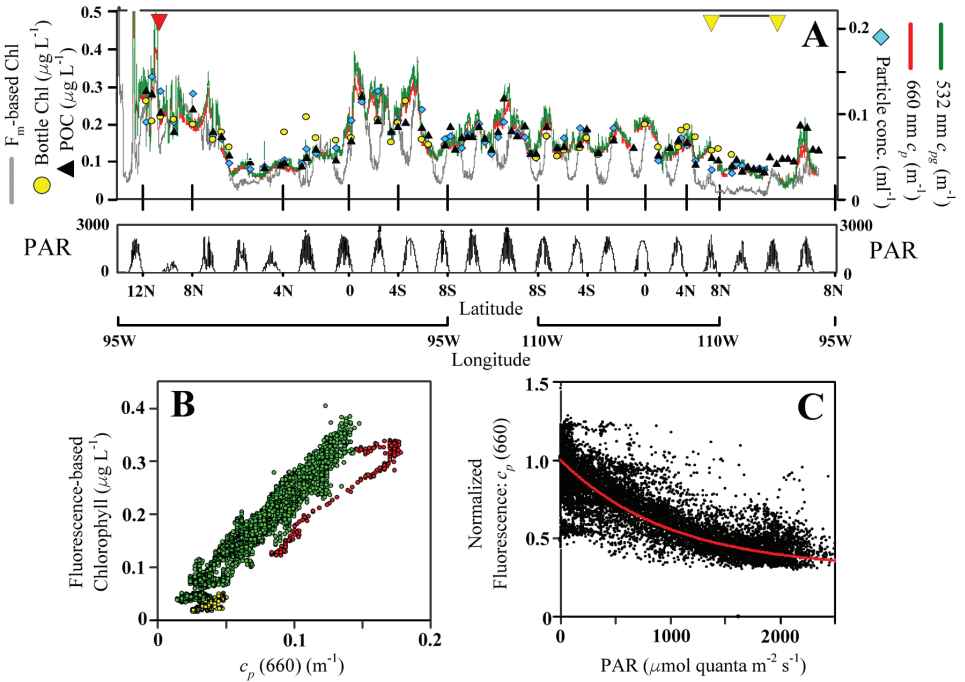 F_m-based Chl
Bottle Chl (μg L⁻¹)
POC (μg L⁻¹)
0.5
0.4
0.3
0.2
0.1
0
A
0.2
0.1
0
Particle conc. (ml⁻¹)
660 nm c_p (m⁻¹)
532 nm c_pg (m⁻¹)
PAR
3000
0
3000
0
PAR
12N 8N 4N 0 4S 8S 8S 4S 0 4N 8N 8N
Latitude
95W 95W 110W 110W 95W
Longitude
B
Fluorescence-based
Chlorophyll (μg L⁻¹)
0.4
0.3
0.2
0.1
0
0 0.1 0.2
c_p (660) (m⁻¹)
C
Normalized
Fluorescence: c_p (660)
1.5
1.0
0.5
0
0 1000 2000
PAR (μmol quanta m⁻² s⁻¹)